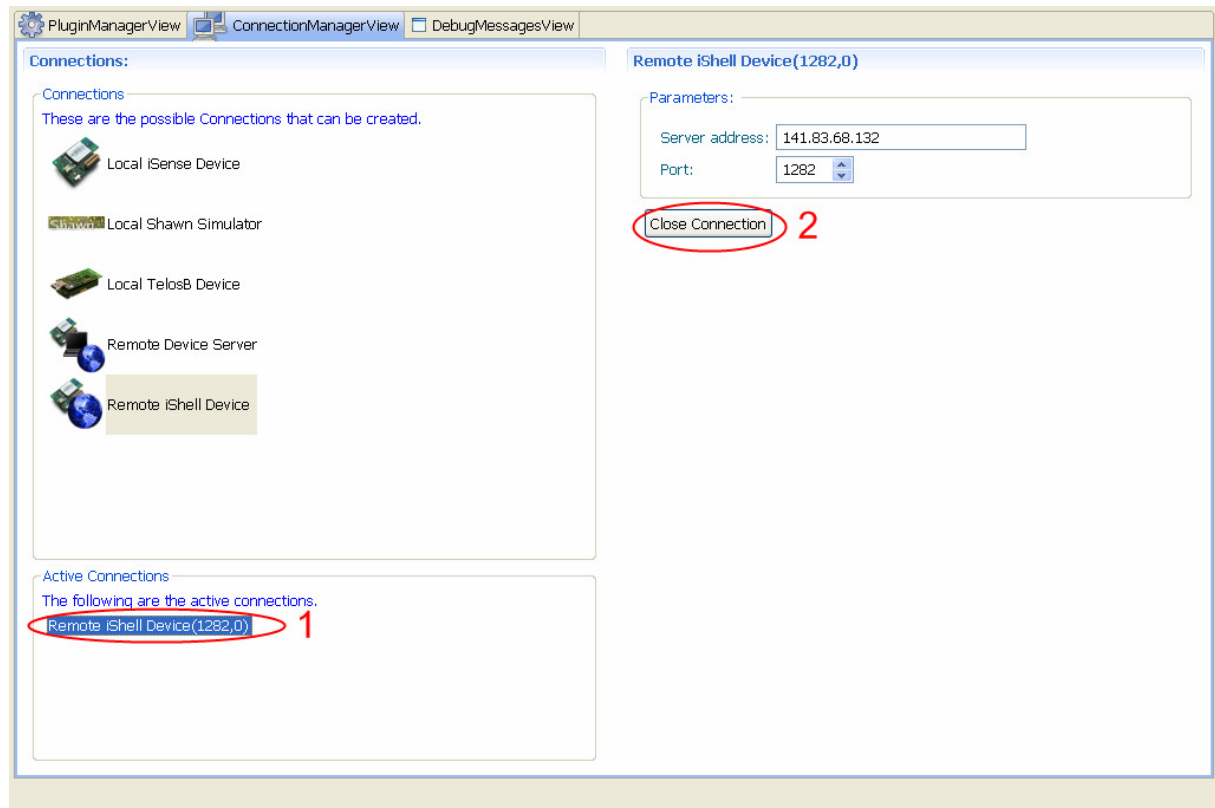 PluginManagerView ConnectionManagerView DebugMessagesView
Connections:
Connections
These are the possible Connections that can be created.
Local iSense Device
Shawn Local Shawn Simulator
Local TelosB Device
Remote Device Server
Remote iShell Device
Active Connections
The following are the active connections.
Remote iShell Device(1282,0) 1
Remote iShell Device(1282,0)
Parameters:
Server address: 141.83.68.132
Port: 1282
Close Connection 2